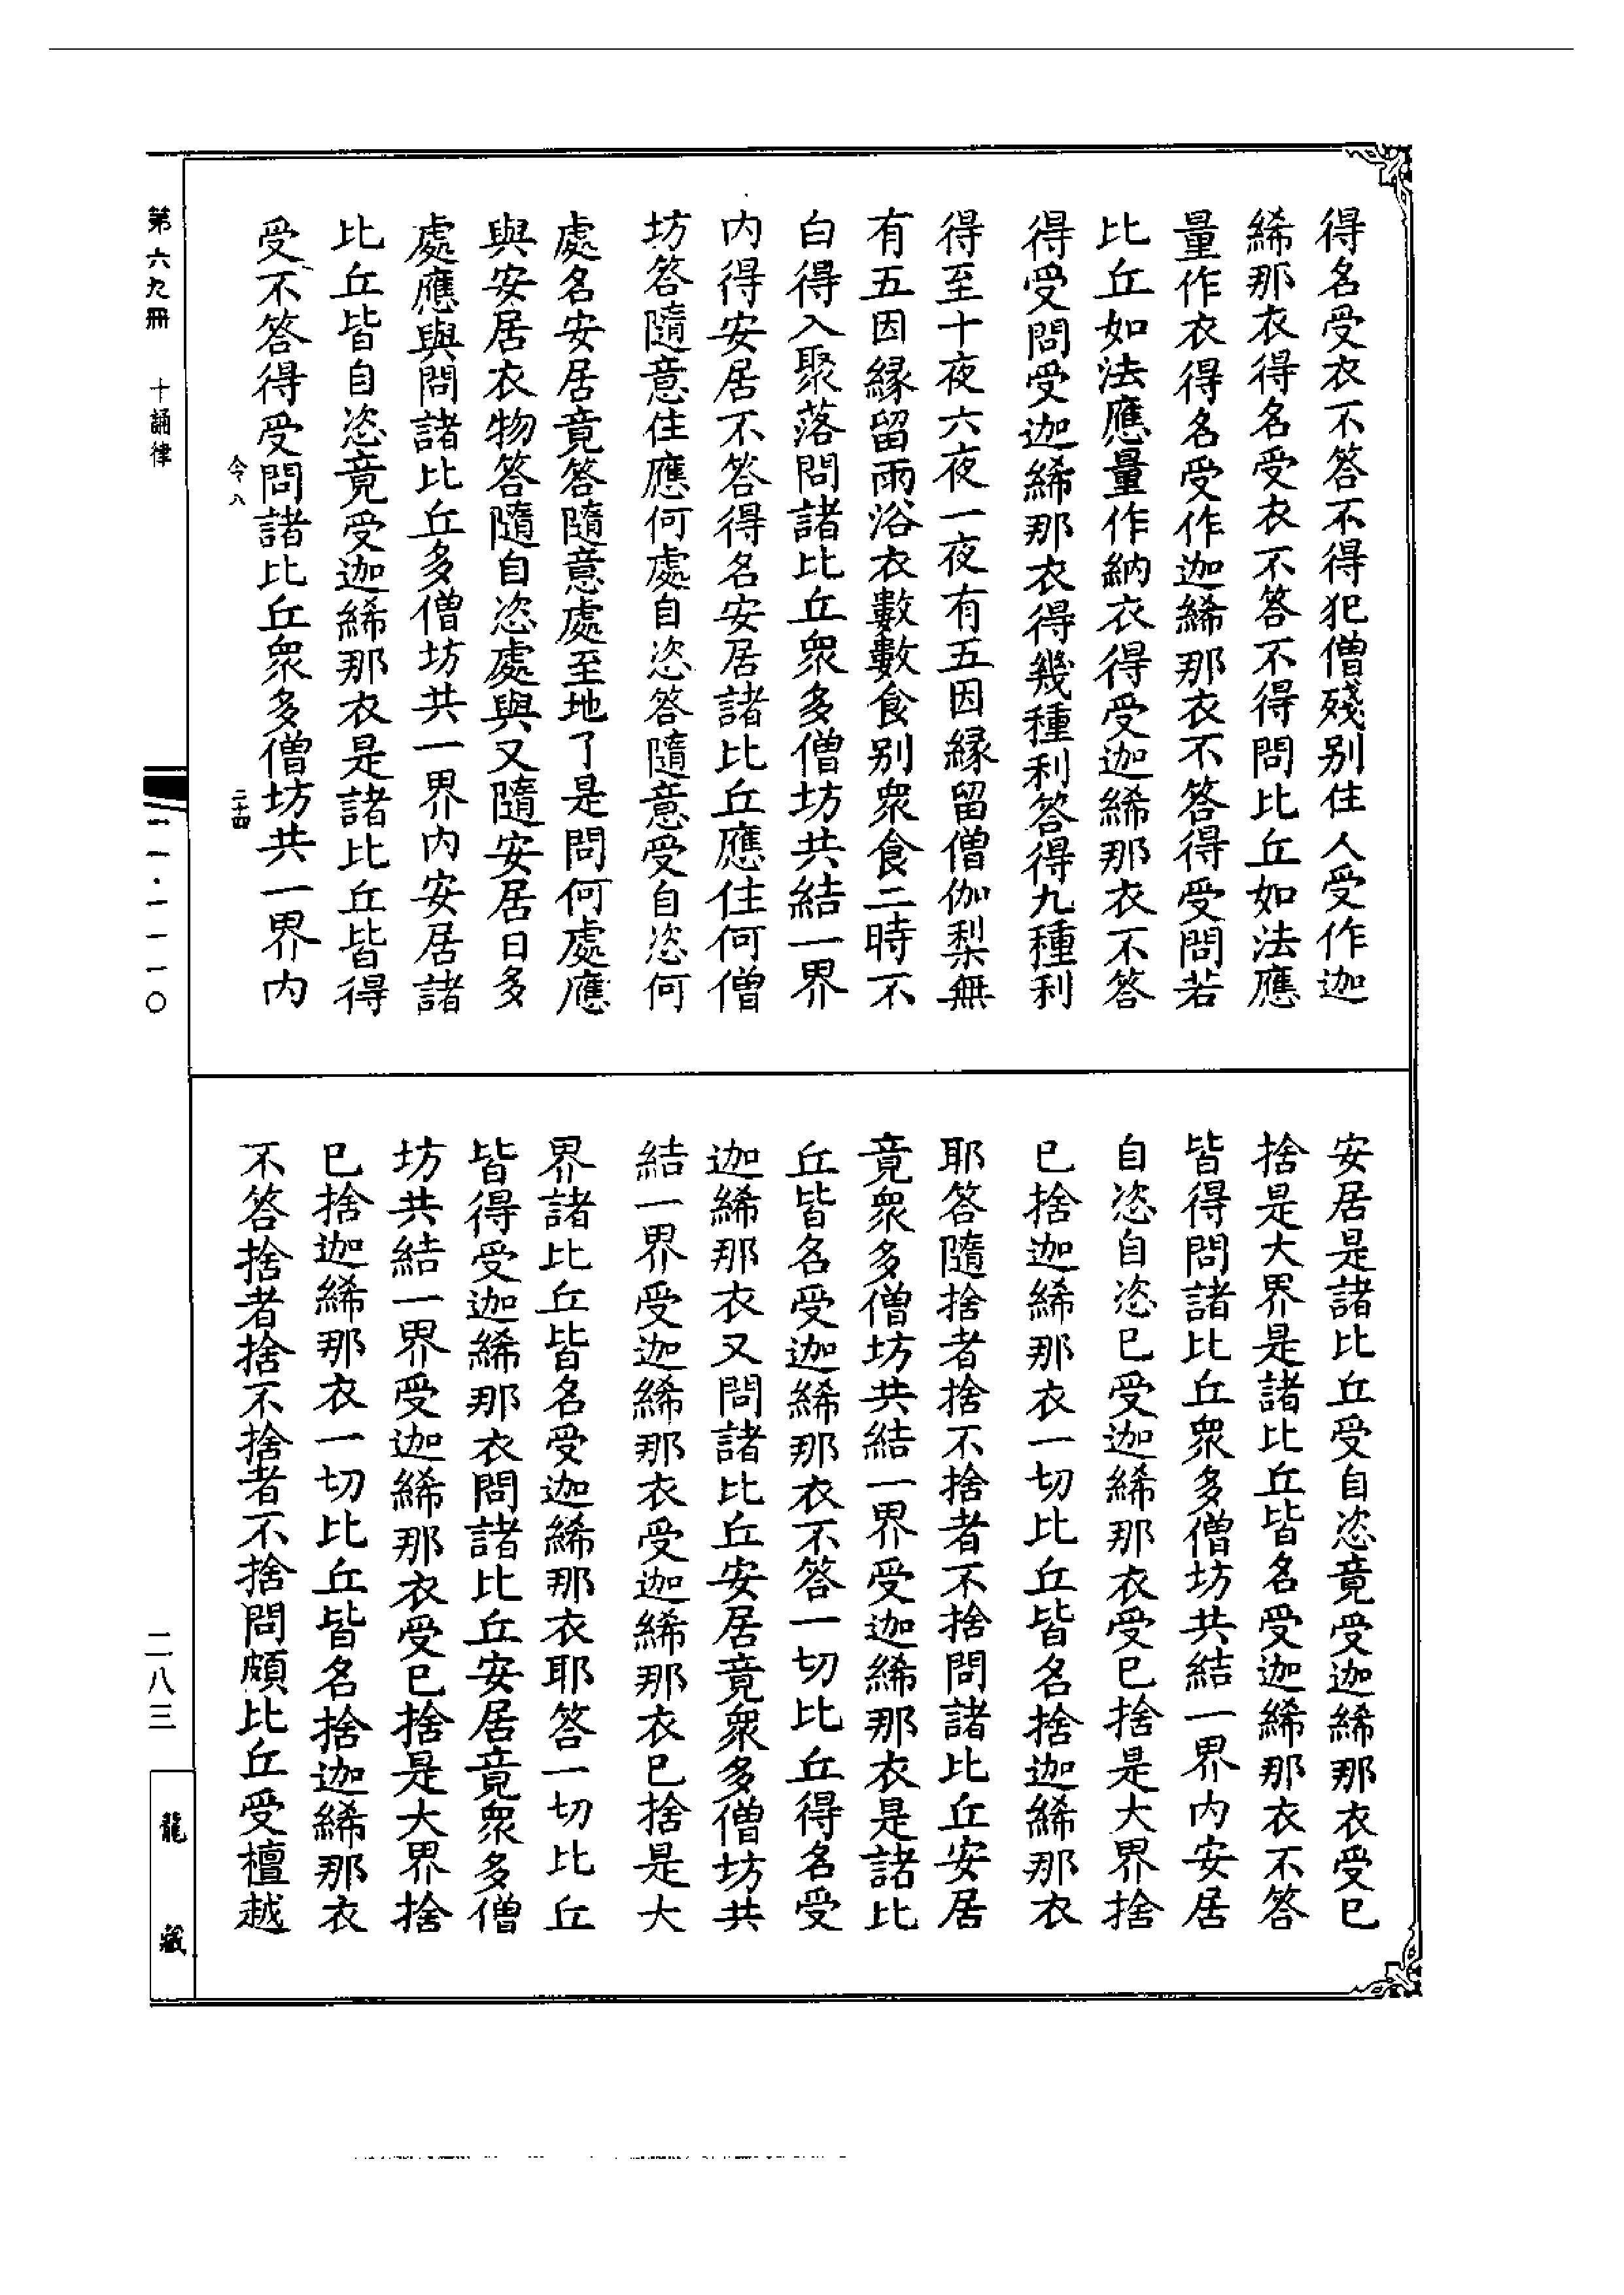 得名受衣不答不得犯僧殘别住人受作迦
絺那衣得名受衣不答不得問比丘如法應
量作衣得名受作迦絺那衣不答得受問若
比丘如法應量作納衣得受迦絺那衣不答
得受問受迦絺那衣得幾種利答得九種利
得至十夜六夜一夜有五因緣留僧伽梨無
有五因緣留雨浴衣數數食别衆食二時不
白得入聚落問諸比丘衆多僧坊共結一界
内得安居不答得名安居諸比丘應住何僧
坊答隨意住應何處自恣答隨意受自恣何
處名安居竟答隨意處至地了是問何處應
與安居衣物答隨自恣處與又隨安居日多
處應與問諸比丘多僧坊共一界内安居諸
比丘皆自恣竟受迦絺那衣是諸比丘皆得
受不答得受問諸比丘衆多僧坊共一界内
令八
二十四
安居是諸比丘受自恣竟受迦絺那衣受已
捨是大界是諸比丘皆名受迦絺那衣不答
皆得問諸比丘衆多僧坊共結一界内安居
自恣自恣已受迦絺那衣受已捨是大界捨
已捨迦絺那衣一切比丘皆名捨迦絺那衣
耶答隨捨者捨不捨者不捨問諸比丘安居
竟衆多僧坊共結一界受迦絺那衣是諸比
丘皆名受迦絺那衣不答一切比丘得名受
迦絺那衣又問諸比丘安居竟衆多僧坊共
結一界受迦絺那衣受迦絺那衣已捨是大
界諸比丘皆名受迦絺那衣耶答一切比丘
皆得受迦絺那衣問諸比丘安居竟衆多僧
坊共結一界受迦絺那衣受已捨是大界捨
已捨迦絺那衣一切比丘皆名捨迦絺那衣
不答捨者捨不捨者不捨問頗比丘受檀越
第六九冊 十誦律
二八三
龍藏